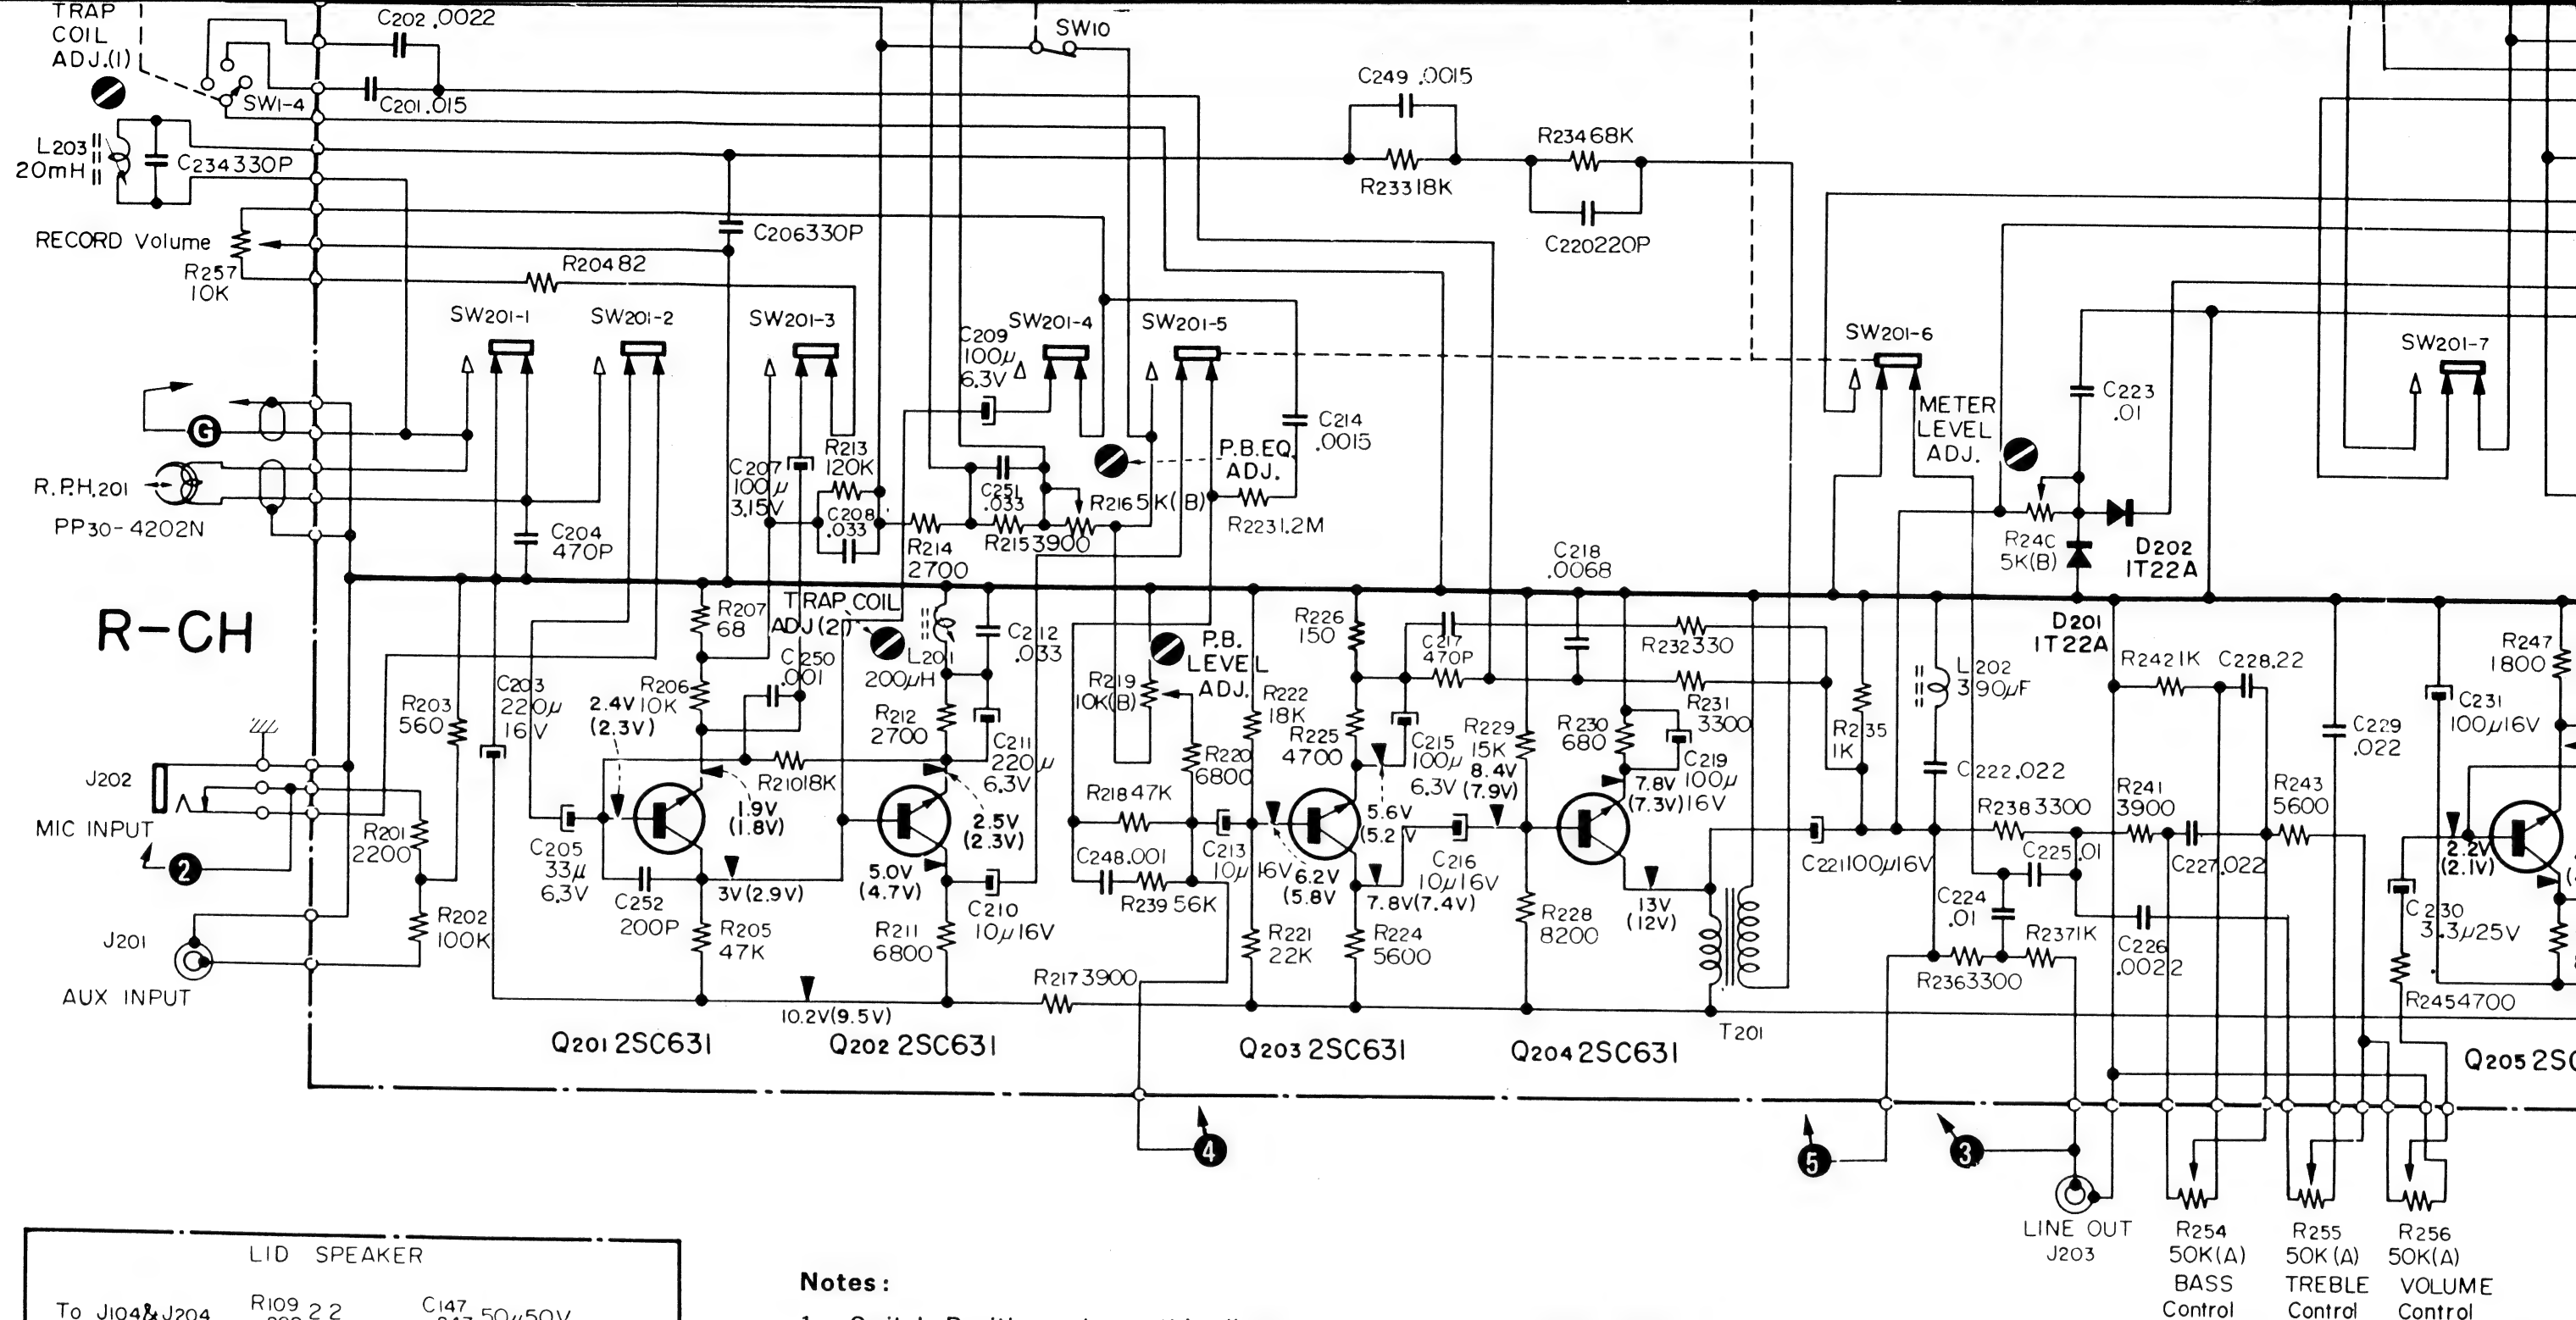 TRAP
COIL
ADJ.(1)
C202 .0022
SW10
SW1-4
C201 .015
C249 .0015
R234 68K
L203
20mH
C234 330P
R233 18K
RECORD Volume
C206 330P
C220 220P
R257
10K
R204 82
SW201-1
SW201-2
SW201-3
C209
100μ
6.3V
SW201-4
SW201-5
SW201-6
SW201-7
C223
.01
METER
LEVEL
ADJ.
C214
.0015
G
R213
120K
P.B.EQ.
ADJ.
C207
100μ
3.15V
R.P.H.201
C251
.033
R216 5K(B)
C208
.033
R223 1.2M
PP30-4202N
C204
470P
R214
2700
R215 3900
C218
.0068
R24C
5K(B)
D202
1T22A
R-CH
R207
68
TRAP COIL
ADJ(2)
C212
.033
P.B.
LEVEL
ADJ.
R226
150
C217
470P
R232 330
D201
1T22A
R247
1800
R242 1K
C228 .22
C250
.001
L201
200μH
L202
390μF
C203
220μ
16V
R206
10K
2.4V
(2.3V)
R219
10K(B)
R222
18K
R231
3300
C231
100μ16V
R203
560
R212
2700
C211
220μ
6.3V
R220
6800
R225
4700
C215
100μ
6.3V
R229
15K
8.4V
(7.9V)
R230
680
C219
100μ
16V
R235
1K
C229
.022
J202
R210 18K
7.8V
(7.3V)
C222 .022
MIC INPUT
R201
2200
1.9V
(1.8V)
2.5V
(2.3V)
R218 47K
5.6V
(5.2V
R238 3300
R241
3900
R243
5600
2
C205
33μ
6.3V
5.0V
(4.7V)
C248 .001
C213
10μ16V
6.2V
(5.8V
C216
10μ16V
C221 100μ16V
C225 .01
C227 .022
2.2V
(2.1V)
3V(2.9V)
R239 56K
7.8V(7.4V)
13V
(12V)
C224
.01
C252
200P
C210
10μ16V
R202
100K
J201
R205
47K
R211
6800
R221
22K
R224
5600
R228
8200
R237 1K
C226
.0022
C230
3.3μ25V
AUX INPUT
R217 3900
R236 3300
R245 4700
10.2V(9.5V)
T201
Q201 2SC631
Q202 2SC631
Q203 2SC631
Q204 2SC631
Q205 2SC
4
5
3
LINE OUT
J203
R254
50K(A)
BASS
Control
R255
50K(A)
TREBLE
Control
R256
50K(A)
VOLUME
Control
LID SPEAKER
Notes:
To J104&J204
R109 22
C147 50μ50V